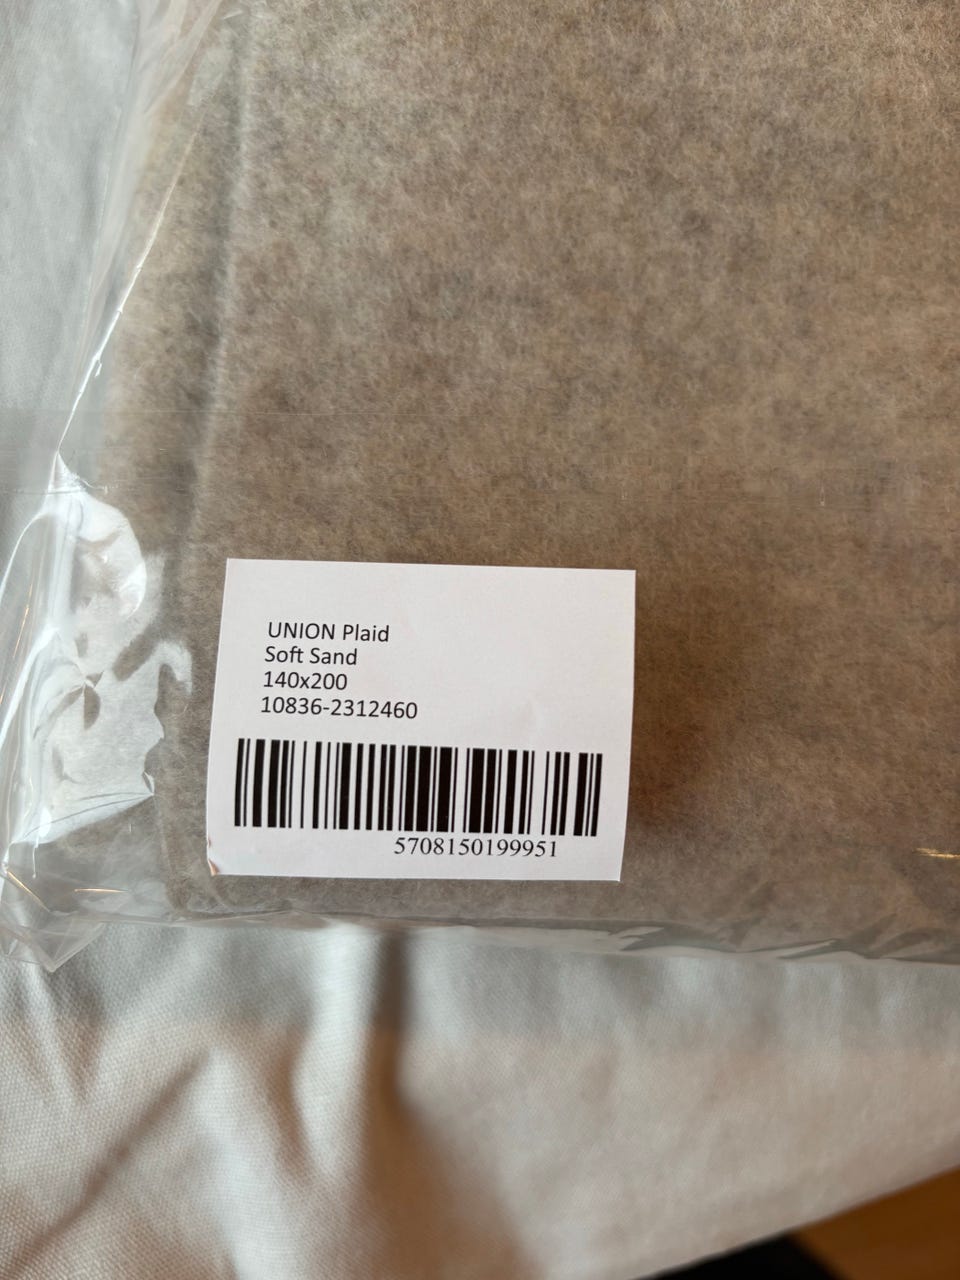 UNION Plaid
Soft Sand
140x200
10836-2312460
5708150199951